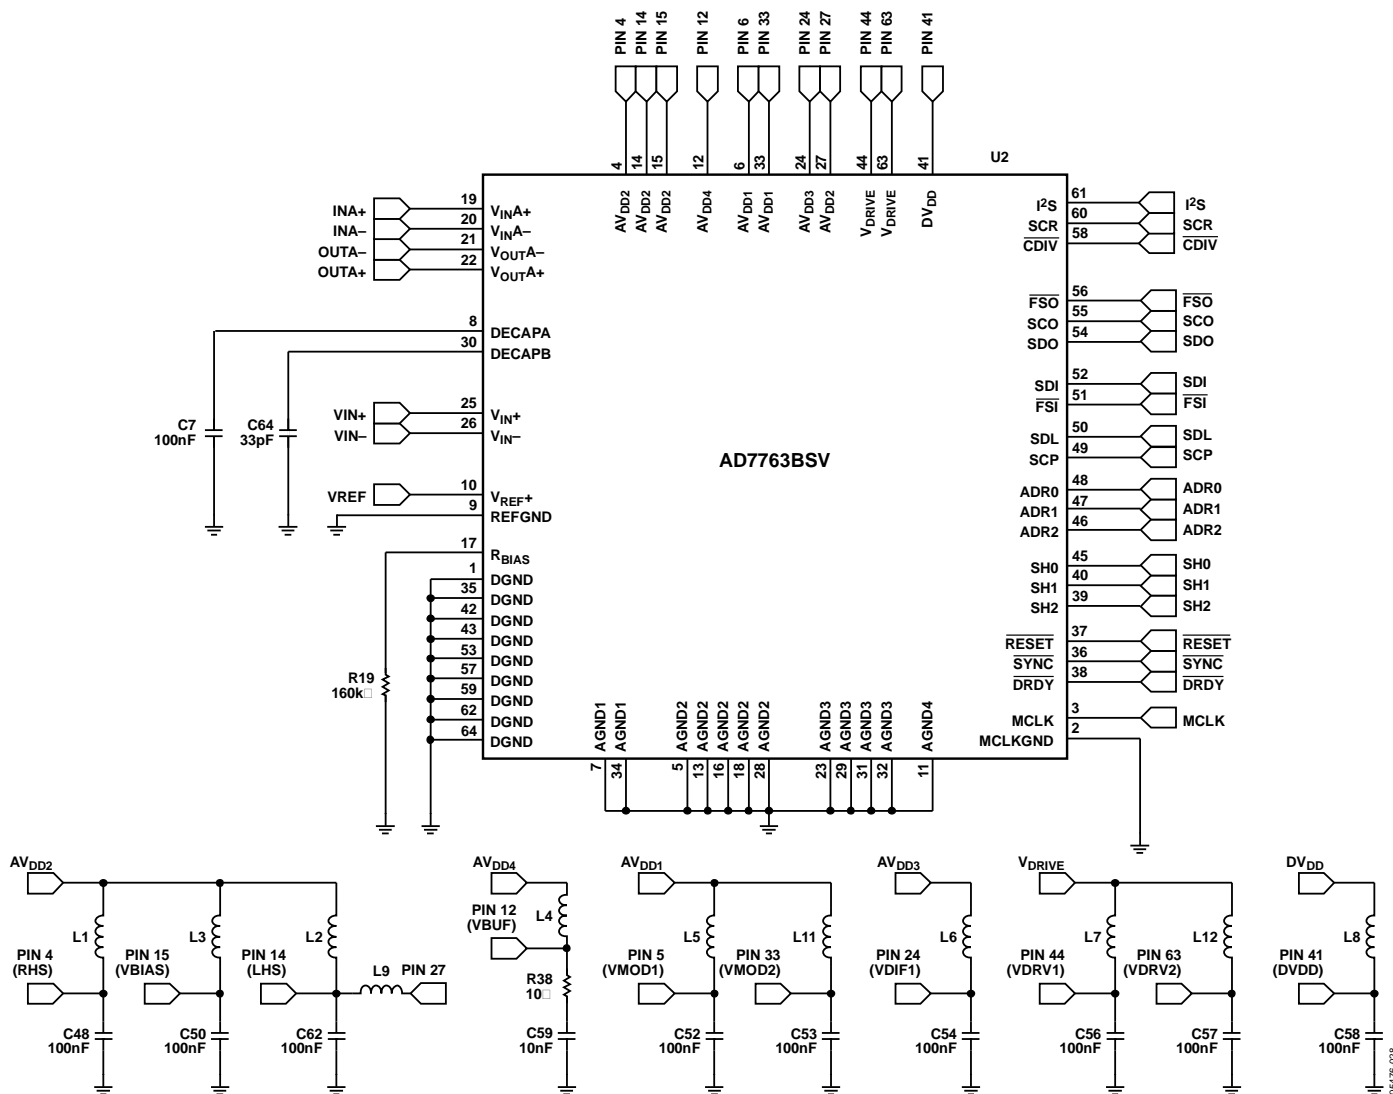 PIN 4
PIN 14
PIN 15
PIN 12
PIN 6
PIN 33
PIN 24
PIN 27
PIN 44
PIN 63
PIN 41
U2
4
14
15
12
6
33
24
27
44
63
41
AVDD2
AVDD2
AVDD2
AVDD4
AVDD1
AVDD1
AVDD3
AVDD2
VDRIVE
VDRIVE
DVDD
INA+ 19 VINA+
INA– 20 VINA–
OUTA– 21 VOUTA–
OUTA+ 22 VOUTA+
8 DECAPA
30 DECAPB
C7
100nF
C64
33pF
VIN+ 25 VIN+
VIN– 26 VIN–
VREF 10 VREF+
9 REFGND
17 RBIAS
1 DGND
35 DGND
42 DGND
43 DGND
53 DGND
57 DGND
59 DGND
62 DGND
64 DGND
R19
160k□
AD7763BSV
I²S 61 I²S
SCR 60 SCR
CDIV 58 CDIV
FSO 56 FSO
SCO 55 SCO
SDO 54 SDO
SDI 52 SDI
FSI 51 FSI
SDL 50 SDL
SCP 49 SCP
ADR0 48 ADR0
ADR1 47 ADR1
ADR2 46 ADR2
SH0 45 SH0
SH1 40 SH1
SH2 39 SH2
RESET 37 RESET
SYNC 36 SYNC
DRDY 38 DRDY
MCLK 3 MCLK
MCLKGND 2
AGND1
AGND1
AGND2
AGND2
AGND2
AGND2
AGND2
AGND3
AGND3
AGND3
AGND3
AGND4
7
34
5
13
16
18
28
23
29
31
32
11
AVDD2
L1
L3
L2
PIN 4
(RHS)
PIN 15
(VBIAS)
PIN 14
(LHS)
L9
PIN 27
C48
100nF
C50
100nF
C62
100nF
AVDD4
PIN 12
(VBUF)
L4
R38
10□
C59
10nF
AVDD1
L5
L11
PIN 5
(VMOD1)
PIN 33
(VMOD2)
C52
100nF
C53
100nF
AVDD3
L6
PIN 24
(VDIF1)
C54
100nF
VDRIVE
L7
L12
PIN 44
(VDRV1)
PIN 63
(VDRV2)
C56
100nF
C57
100nF
DVDD
L8
PIN 41
(DVDD)
C58
100nF
05476-028